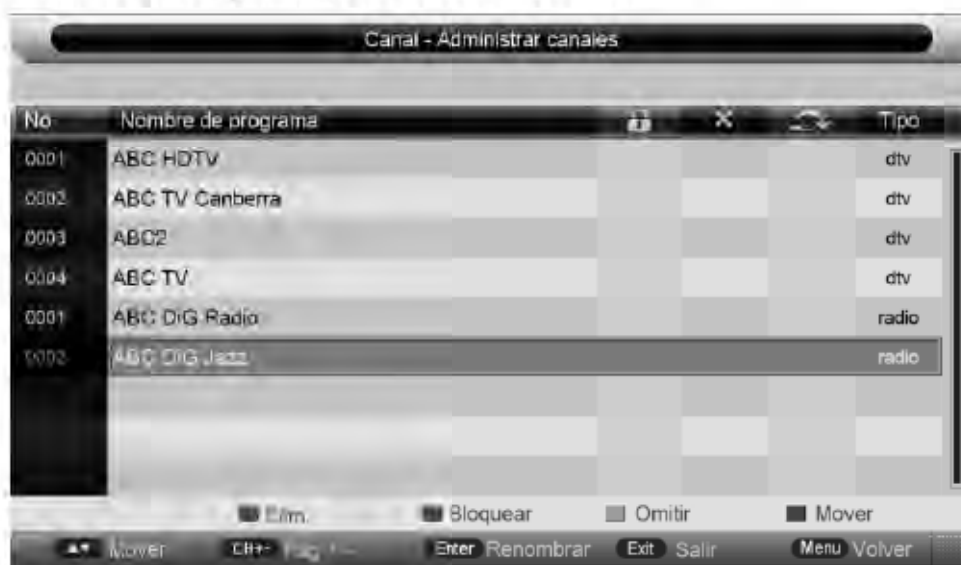 Canal - Administrar canales
No Nombre de programa Tipo
0001 ABC HDTV dtv
0002 ABC TV Canberra dtv
0003 ABC2 dtv
0004 ABC TV dtv
0001 ABC DiG Radio radio
0002 ABC DiG Jazz radio
Elim. Bloquear Omitir Mover
Mover CH+- Pág. +- Enter Renombrar Exit Salir Menu Volver